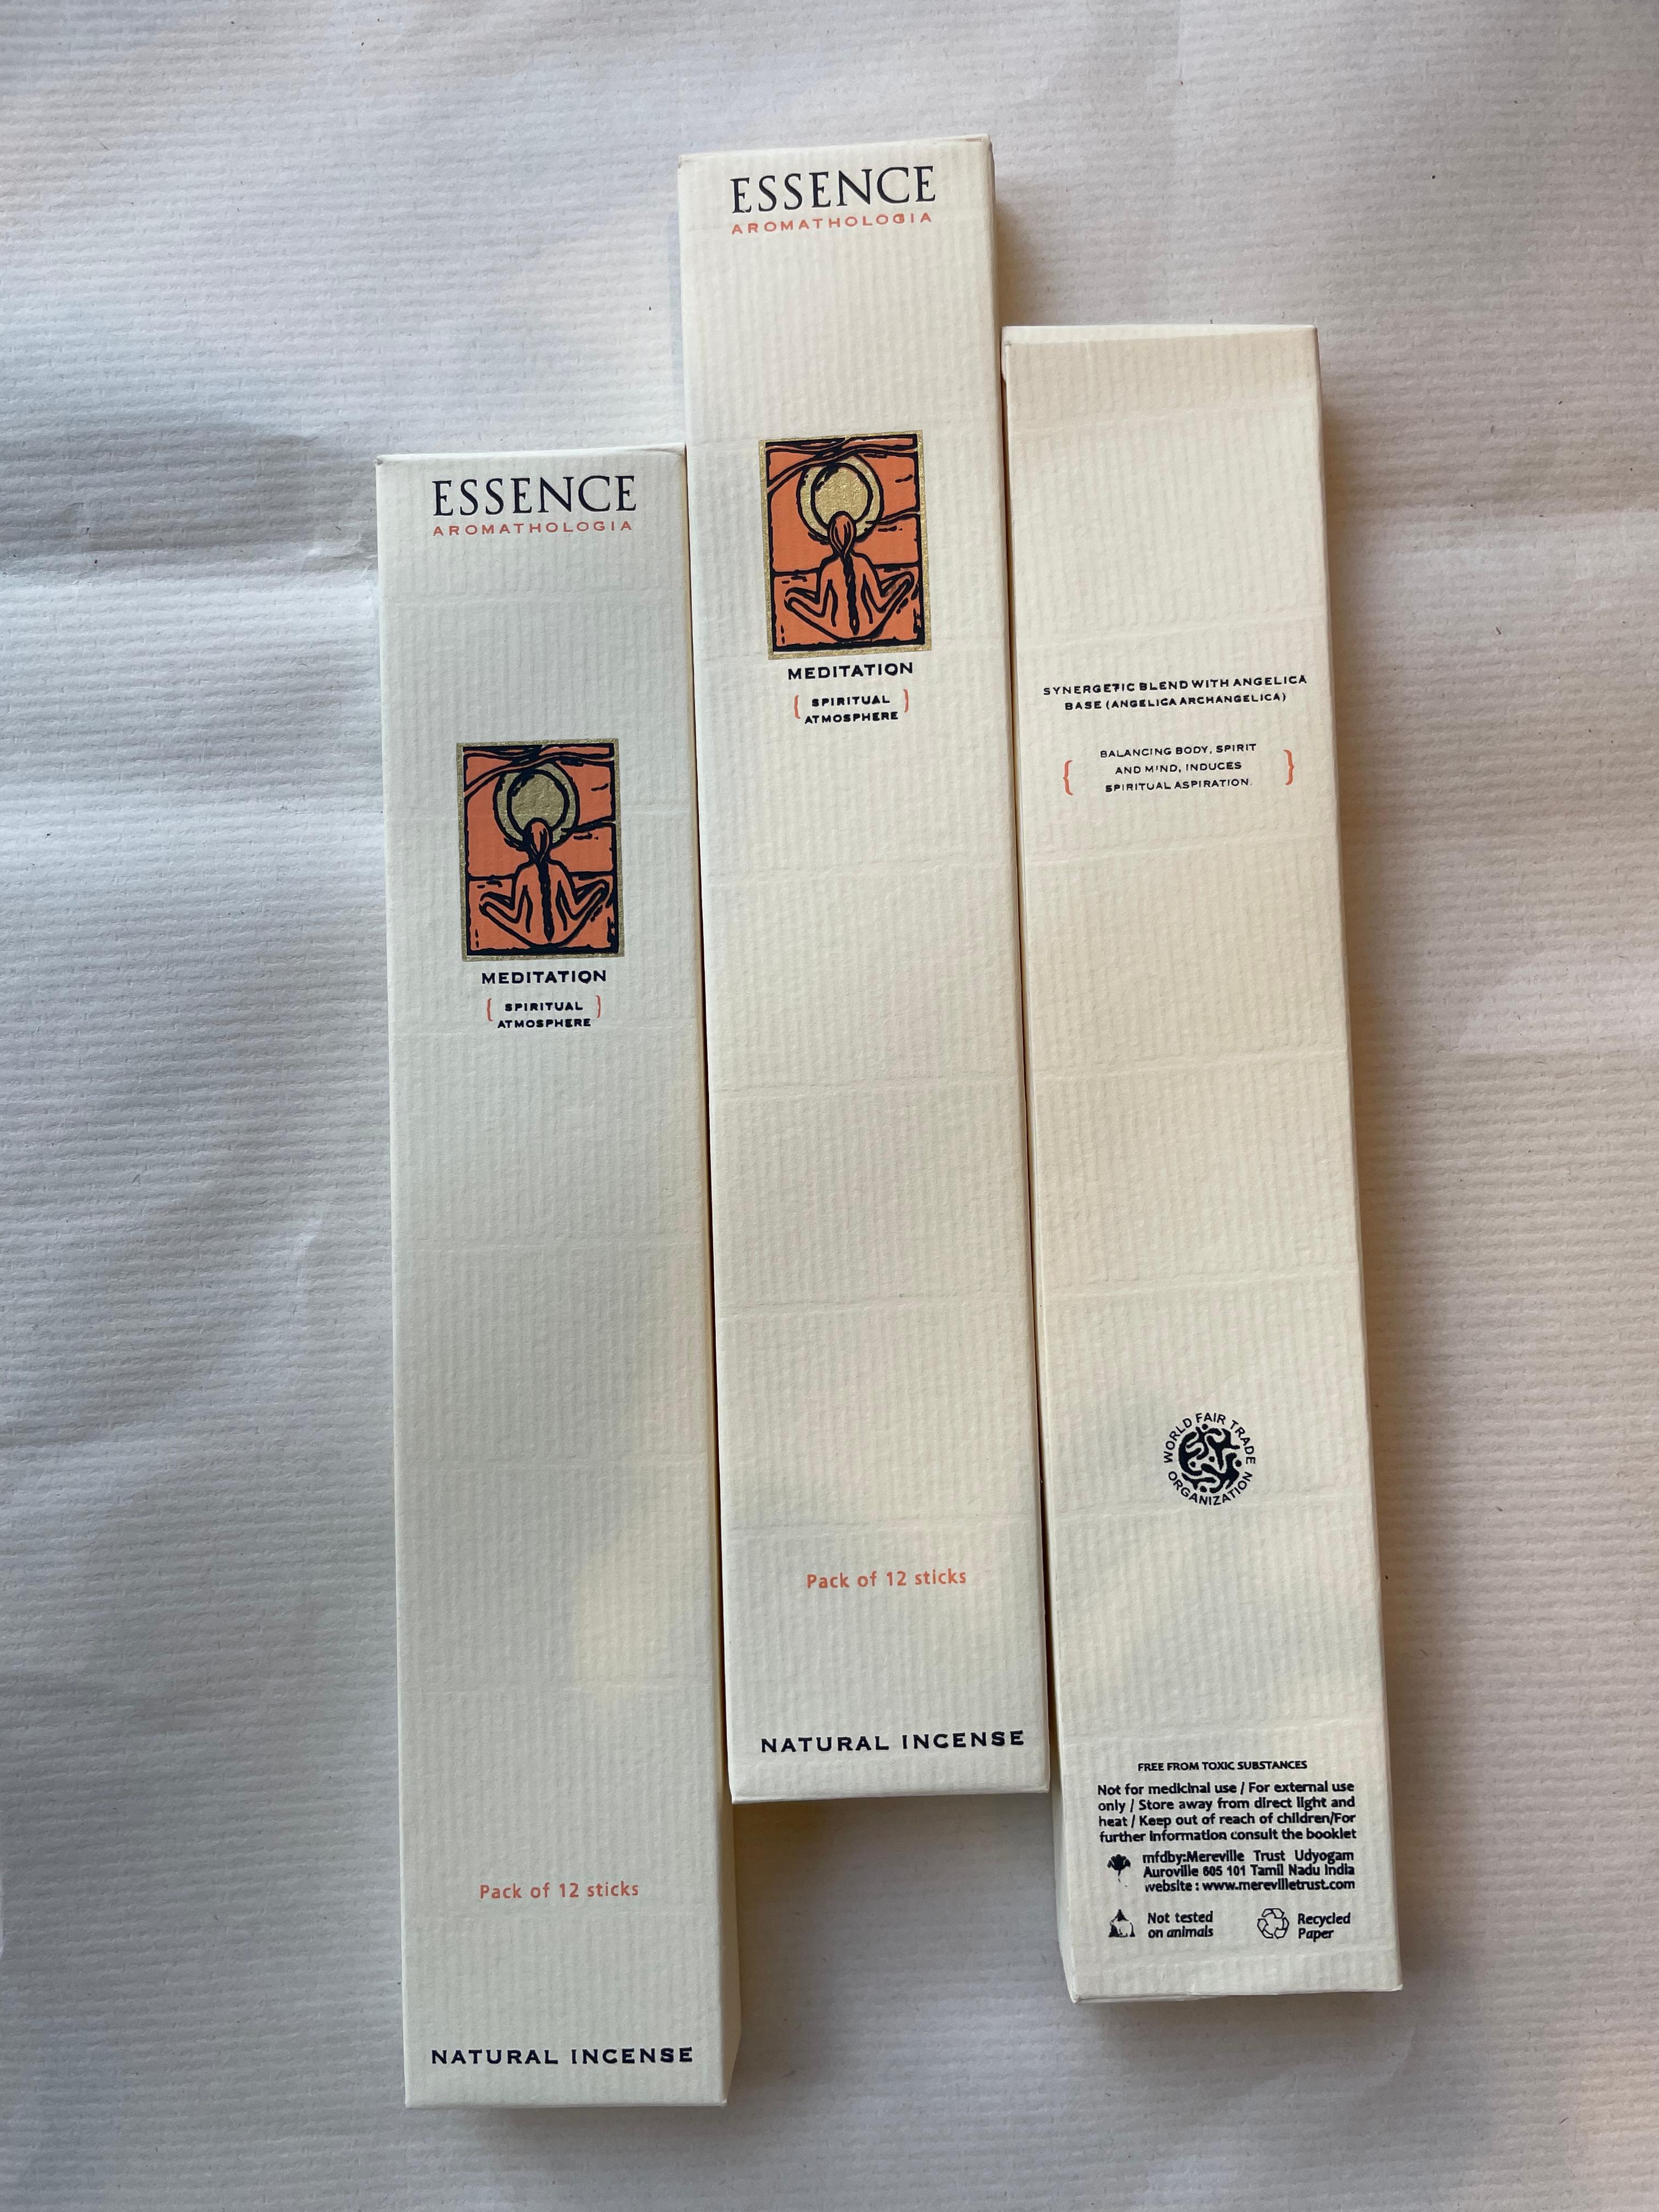 ESSENCE
AROMATHOLOGIA
MEDITATION
{ SPIRITUAL }
ATMOSPHERE
Pack of 12 sticks
NATURAL INCENSE
ESSENCE
AROMATHOLOGIA
MEDITATION
{ SPIRITUAL }
ATMOSPHERE
Pack of 12 sticks
NATURAL INCENSE
SYNERGETIC BLEND WITH ANGELICA
BASE (ANGELICA ARCHANGELICA)
{ BALANCING BODY, SPIRIT
AND MIND, INDUCES
SPIRITUAL ASPIRATION. }
WORLD FAIR TRADE
ORGANIZATION
FREE FROM TOXIC SUBSTANCES
Not for medicinal use / For external use
only / Store away from direct light and
heat / Keep out of reach of children/For
further information consult the booklet
mfdby:Mereville Trust Udyogam
Auroville 605 101 Tamil Nadu India
website : www.merevilletrust.com
Not tested
on animals
Recycled
Paper